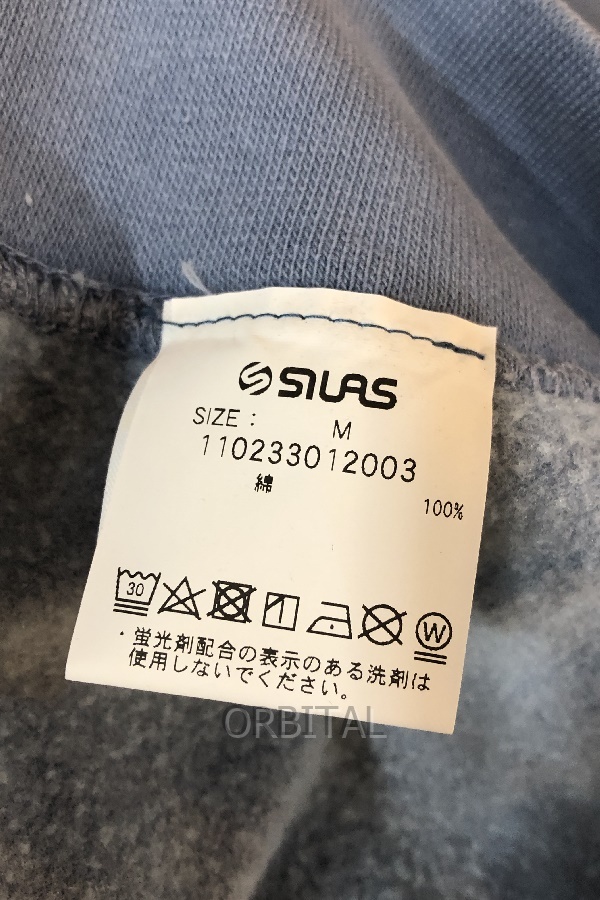 SILAS
SIZE : M
110233012003
綿
100%
30
W
・蛍光剤配合の表示のある洗剤は
使用しないでください。
ORBITAL